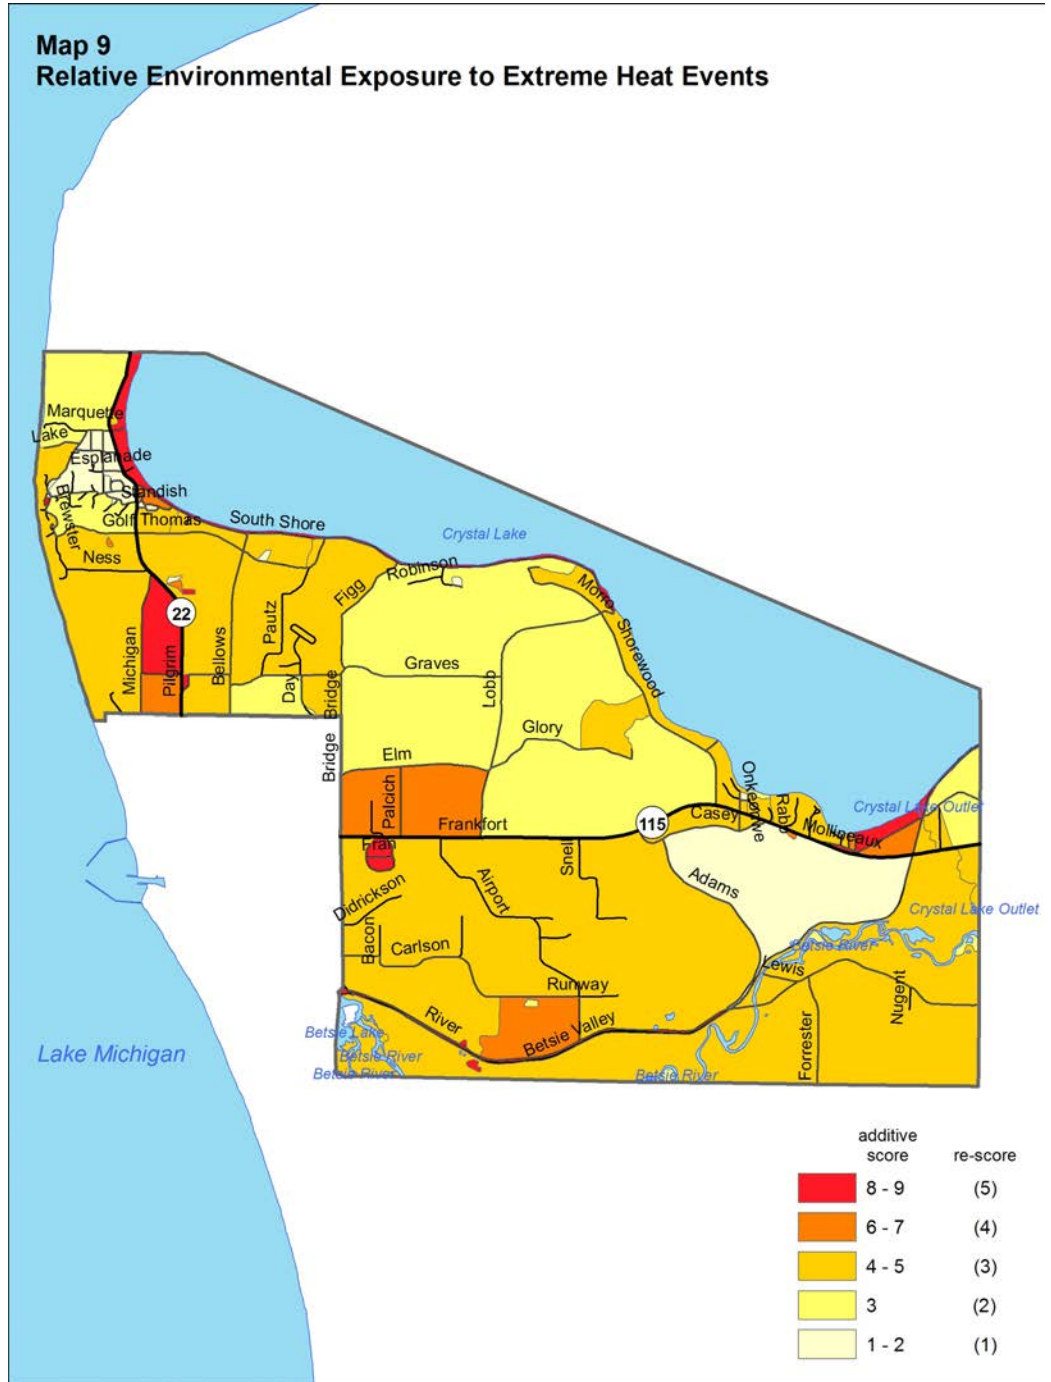 Map 9
Relative Environmental Exposure to Extreme Heat Events
Marquette
Lake
Esplanade
Standish
Brewster
Golf
Thomas
South Shore
Crystal Lake
Ness
Robinson
Figg
Morro
Shorewood
22
Michigan
Pilgrim
Bellows
Pautz
Day
Bridge
Graves
Lobb
Glory
Bridge
Elm
Palcich
Frankfort
115
Casey
Onkeonwe
Rabb
Mollineaux
Crystal Lake Outlet
Fran
Snell
Didrickson
Airport
Adams
Crystal Lake Outlet
Bacon
Carlson
Betsie River
Lewis
Runway
Nugent
River
Betsie Valley
Forrester
Betsie Lake
Betsie River
Betsie River
Betsie River
Lake Michigan
additive score
re-score
8 - 9 (5)
6 - 7 (4)
4 - 5 (3)
3 (2)
1 - 2 (1)